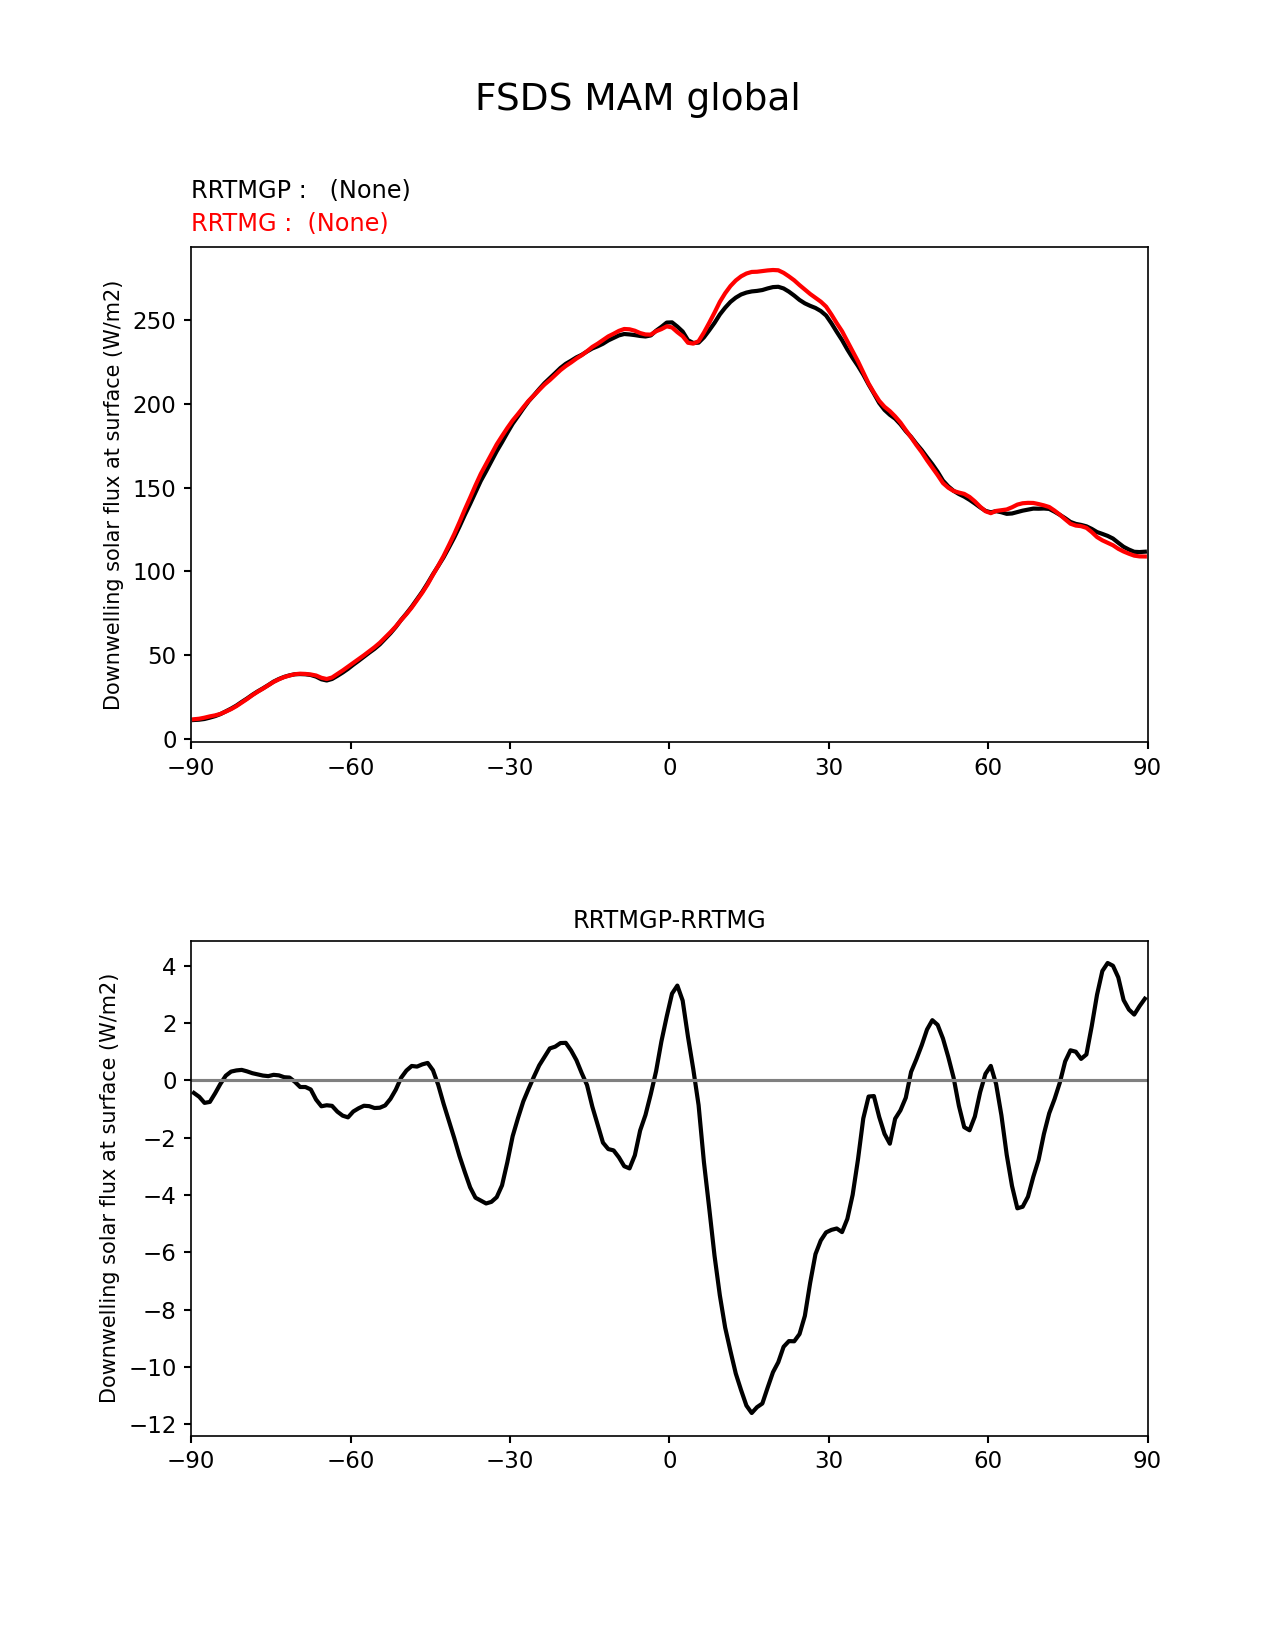 FSDS MAM global
RRTMGP :   (None)
RRTMG :  (None)
Downwelling solar flux at surface (W/m2)
250
200
150
100
50
0
−90 −60 −30 0 30 60 90
RRTMGP-RRTMG
Downwelling solar flux at surface (W/m2)
4
2
0
−2
−4
−6
−8
−10
−12
−90 −60 −30 0 30 60 90